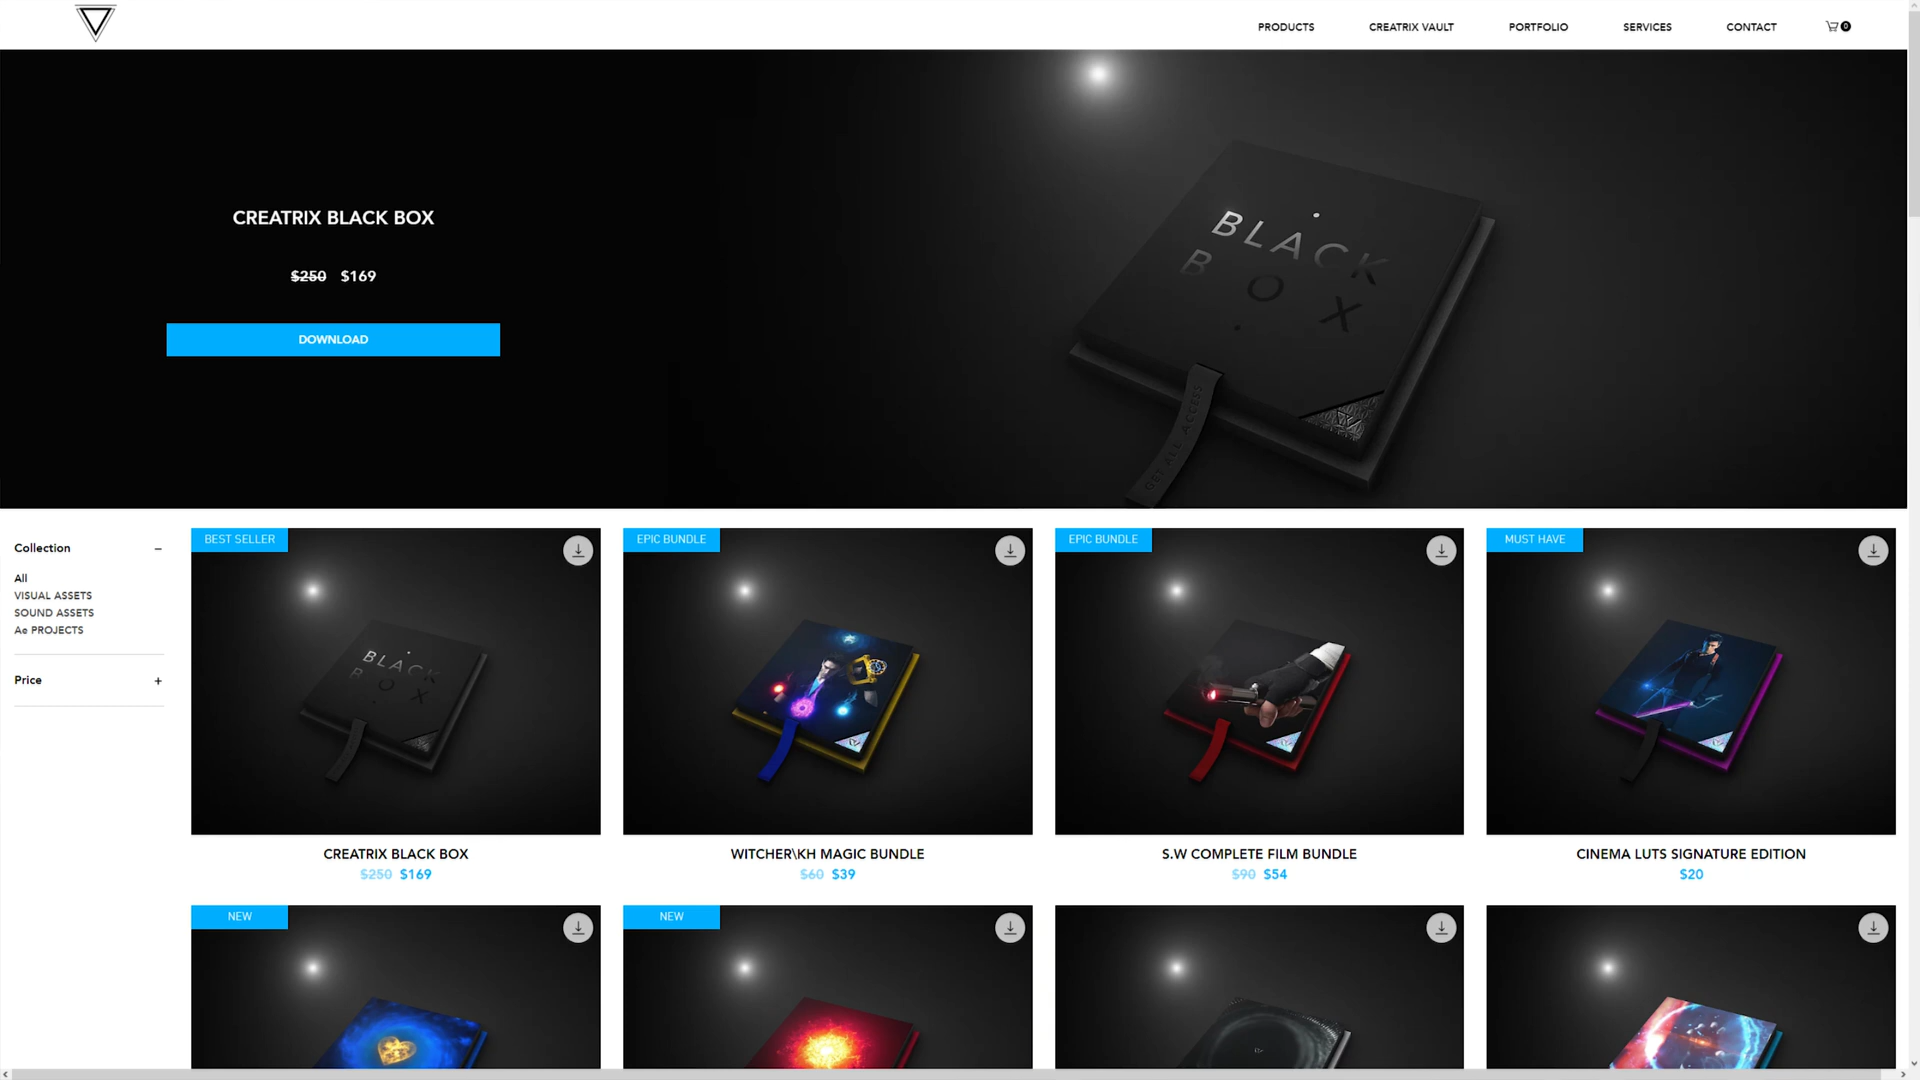 PRODUCTS CREATRIX VAULT PORTFOLIO SERVICES CONTACT 0
CREATRIX BLACK BOX
$250 $169
DOWNLOAD
BLACK
BOX
GET ALL ACCESS
Collection −
All
VISUAL ASSETS
SOUND ASSETS
Ae PROJECTS
Price +
BEST SELLER
BLACK
BOX
CREATRIX BLACK BOX
$250 $169
EPIC BUNDLE
WITCHER\KH MAGIC BUNDLE
$60 $39
EPIC BUNDLE
S.W COMPLETE FILM BUNDLE
$90 $54
MUST HAVE
CINEMA LUTS SIGNATURE EDITION
$20
NEW
NEW